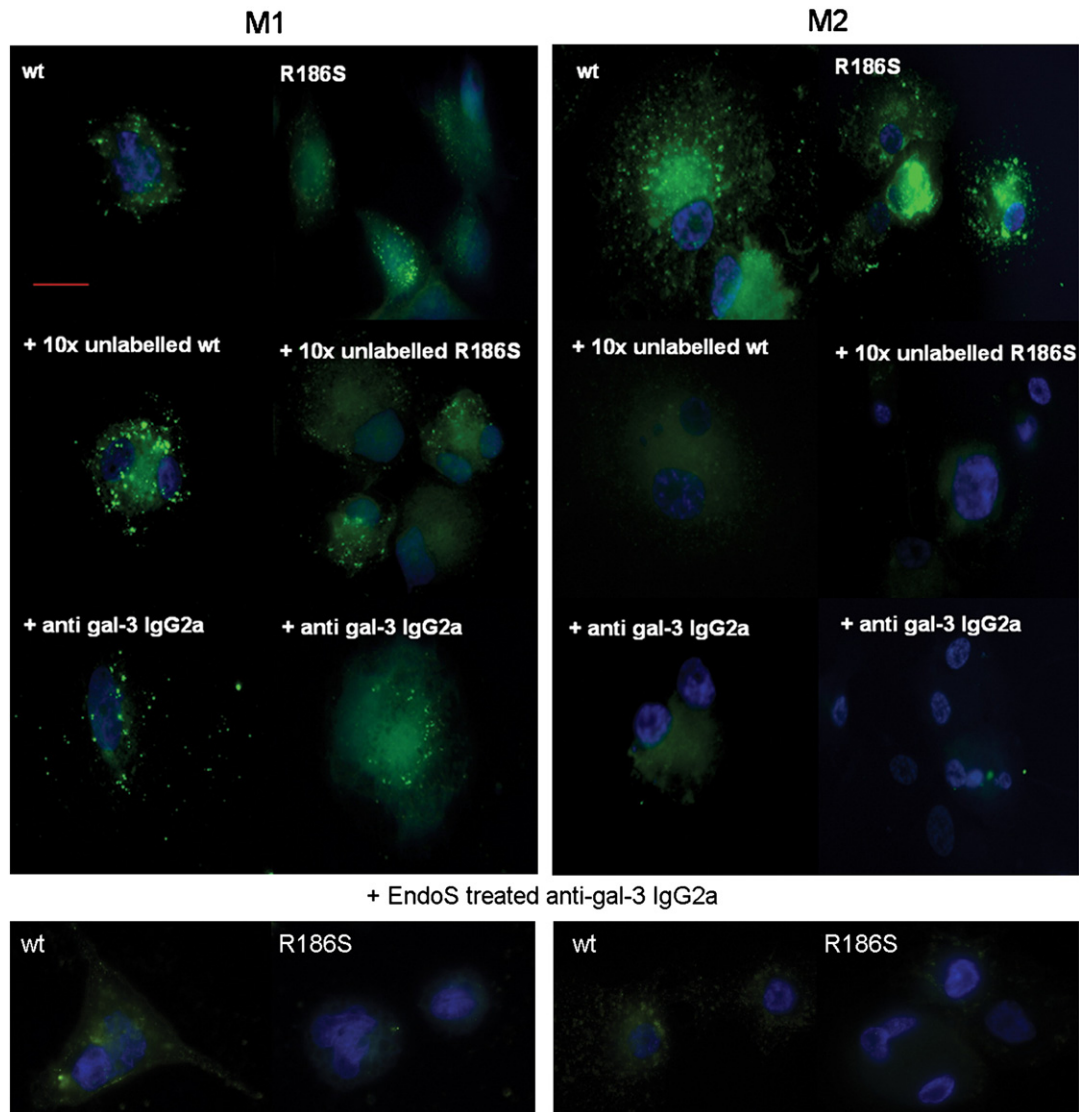 M1
M2
wt
R186S
wt
R186S
+ 10x unlabelled wt
+ 10x unlabelled R186S
+ 10x unlabelled wt
+ 10x unlabelled R186S
+ anti gal-3 IgG2a
+ anti gal-3 IgG2a
+ anti gal-3 IgG2a
+ anti gal-3 IgG2a
+ EndoS treated anti-gal-3 IgG2a
wt
R186S
wt
R186S